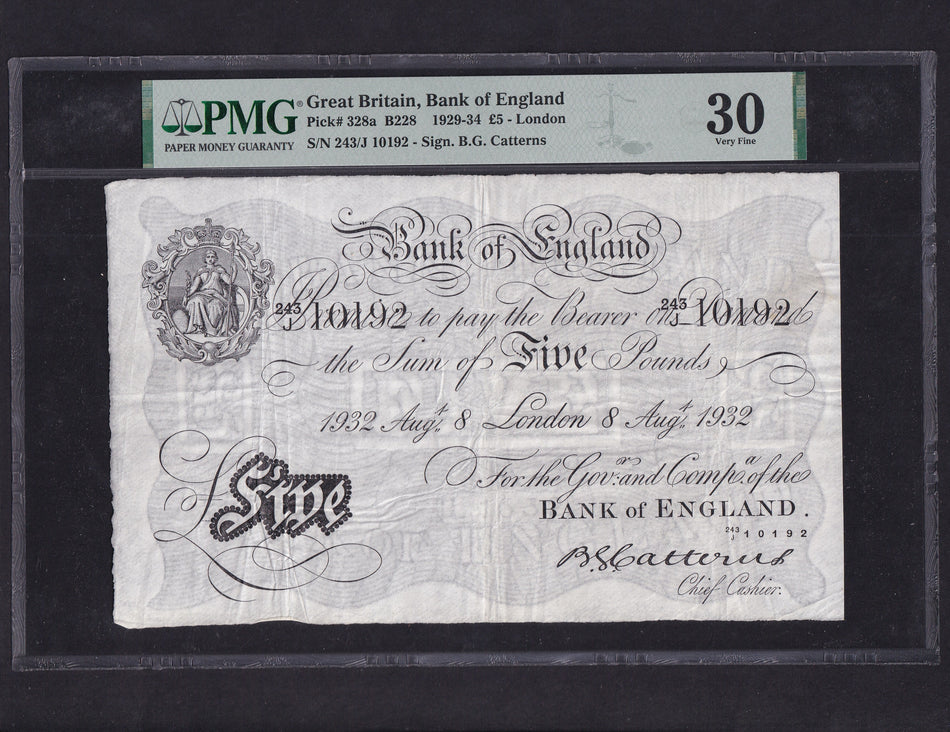 PMG®
PAPER MONEY GUARANTY
Great Britain, Bank of England
Pick# 328a B228 1929-34 £5 - London
S/N 243/J 10192 - Sign. B.G. Catterns
30
Very Fine
Bank of England
243/J 10192 243/J 10192
I Promise to pay the Bearer on Demand
the Sum of Five Pounds
1932 Augt. 8 London 8 Augt. 1932
For the Govr. and Compa. of the
BANK of ENGLAND.
243/J 10192
£Five
B.G. Catterns
Chief Cashier.